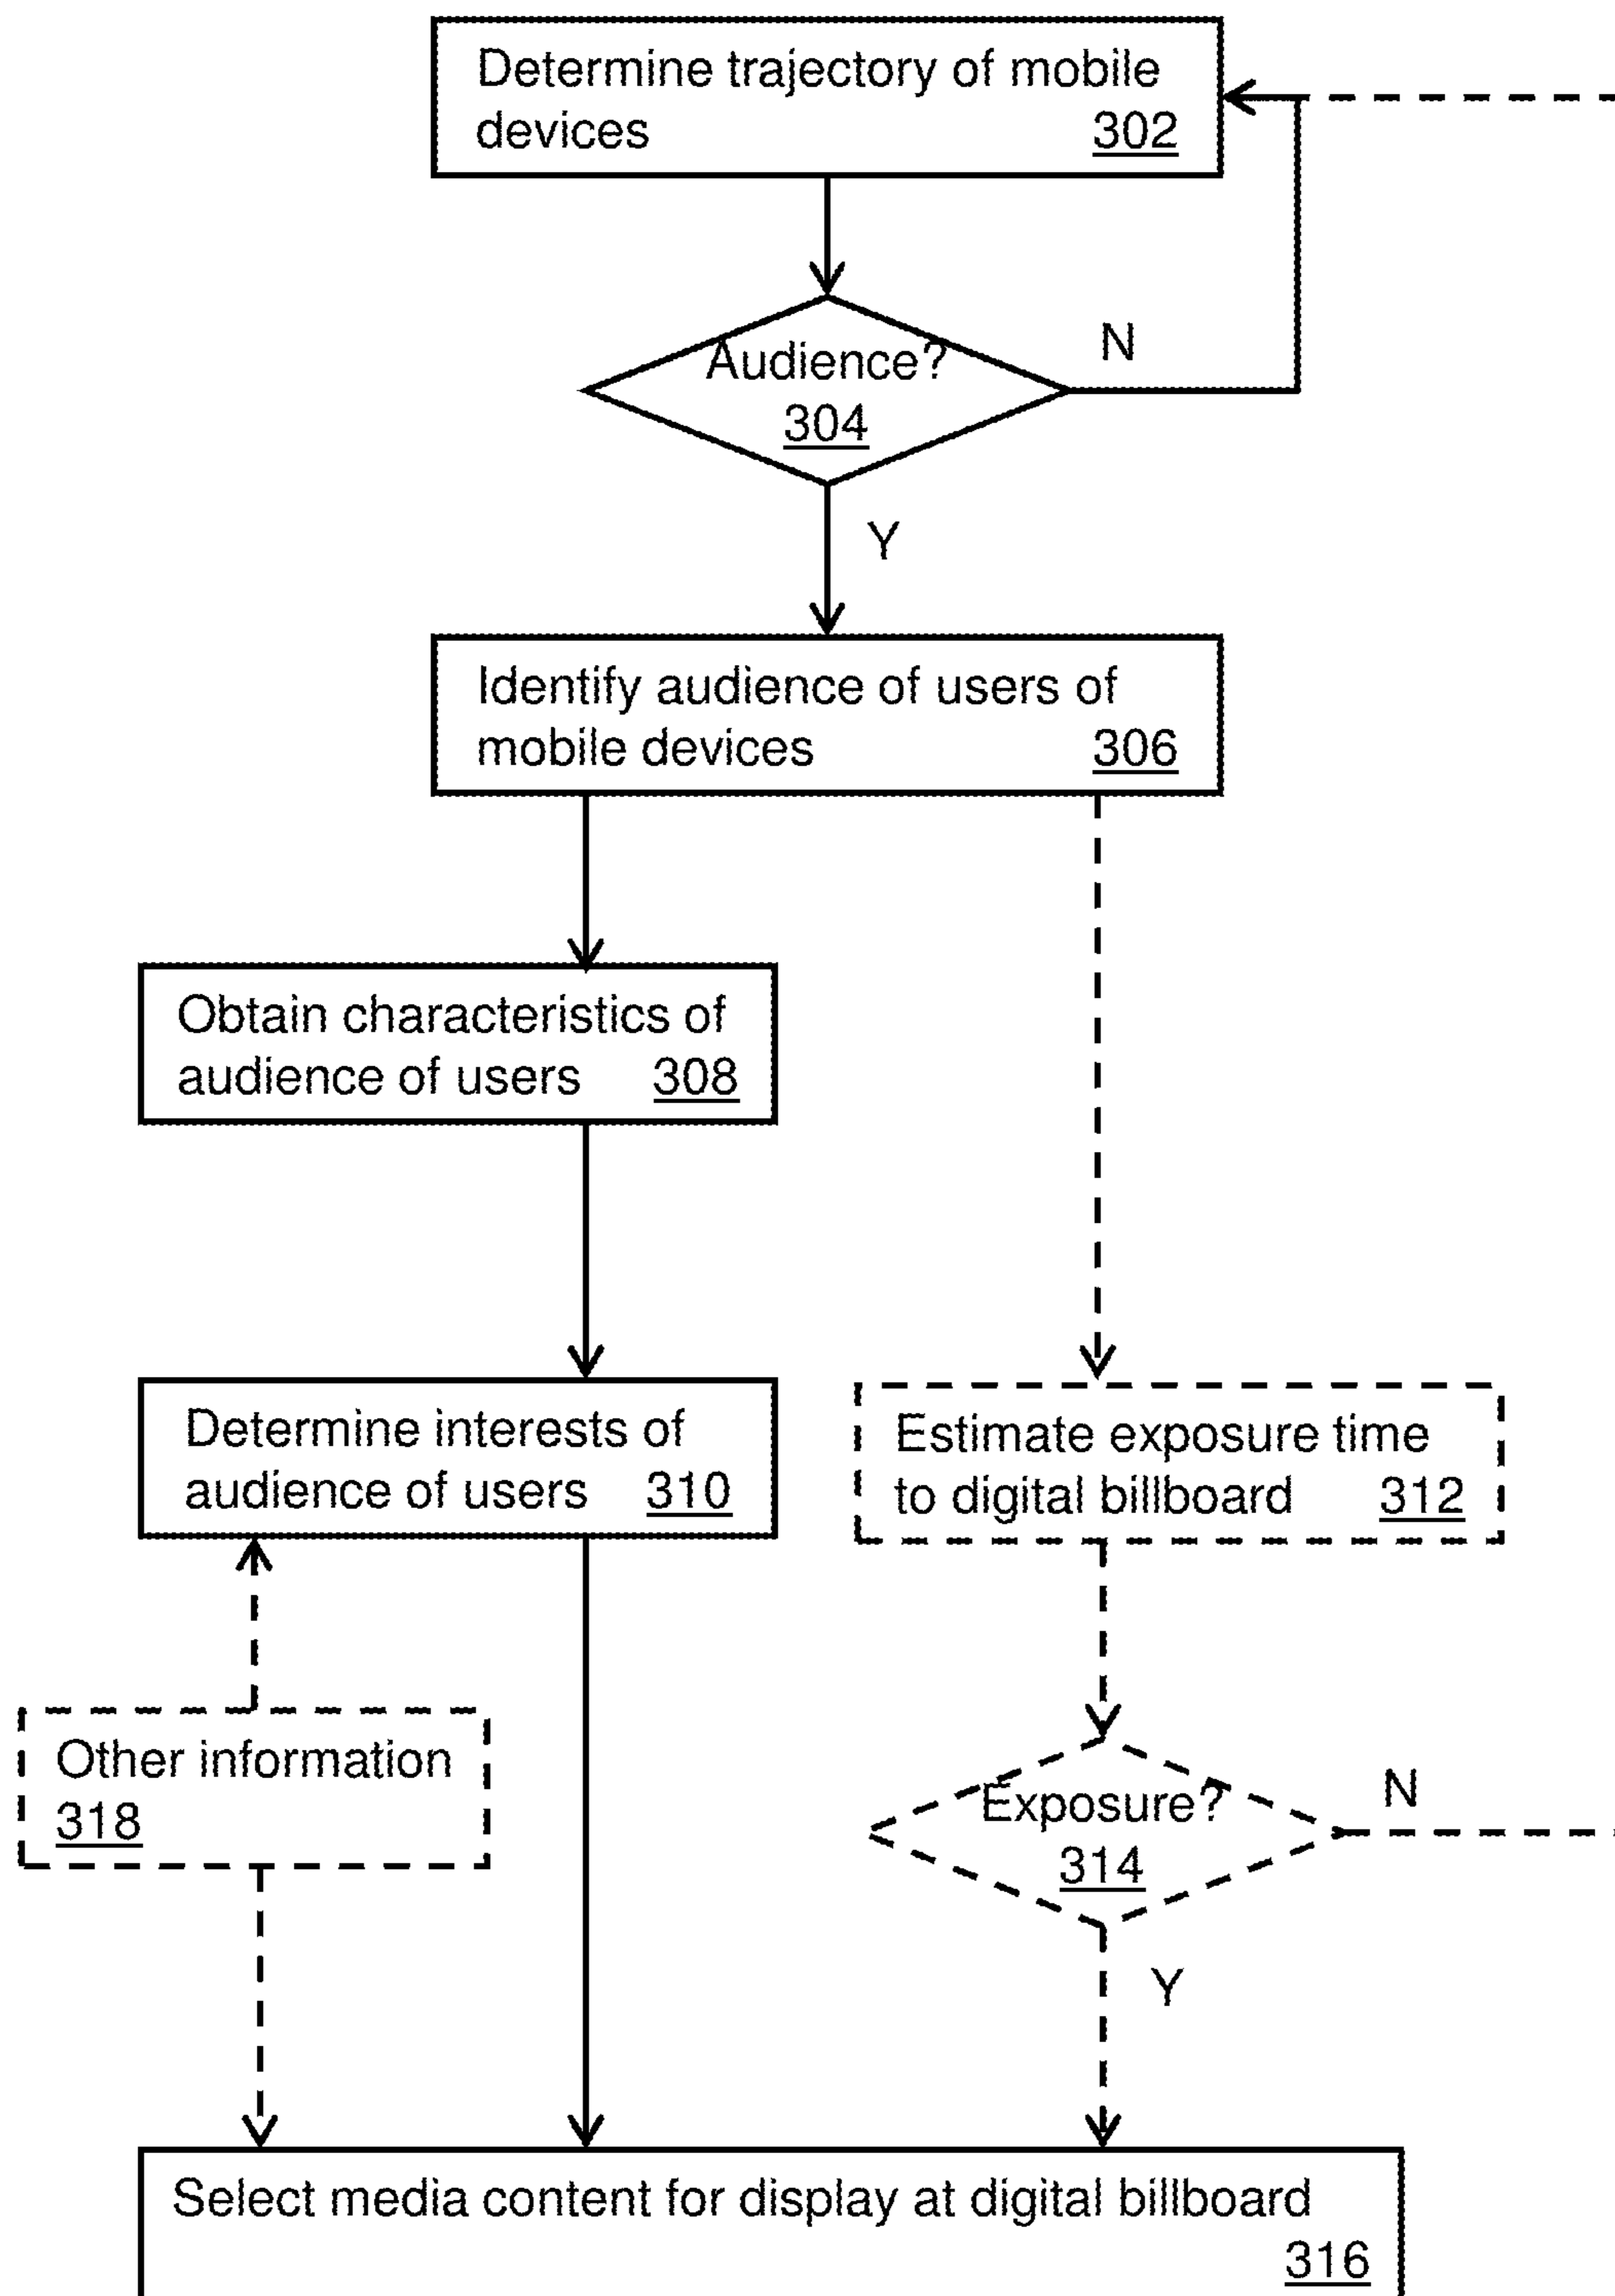 Determine trajectory of mobile
devices 302
Audience?
304
N
Y
Identify audience of users of
mobile devices 306
Obtain characteristics of
audience of users 308
Determine interests of
audience of users 310
Estimate exposure time
to digital billboard 312
Other information
318
Exposure?
314
N
Y
Select media content for display at digital billboard
316